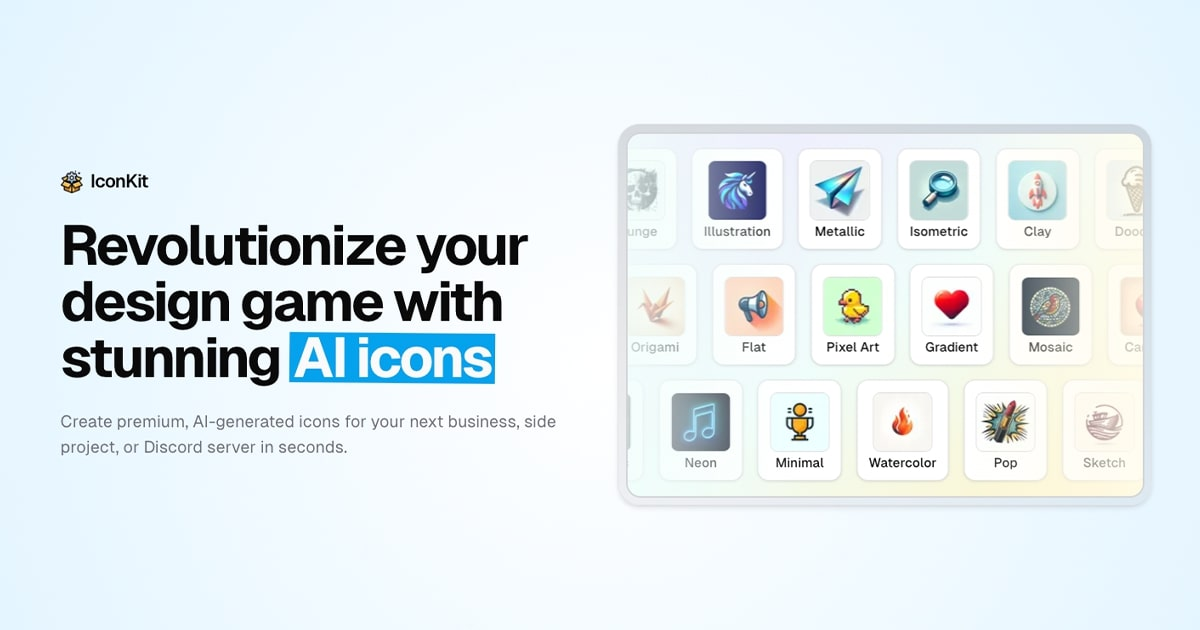 IconKit
Revolutionize your
design game with
stunning AI icons
Create premium, AI-generated icons for your next business, side
project, or Discord server in seconds.
Illustration
Metallic
Isometric
Clay
Origami
Flat
Pixel Art
Gradient
Mosaic
Neon
Minimal
Watercolor
Pop
Sketch